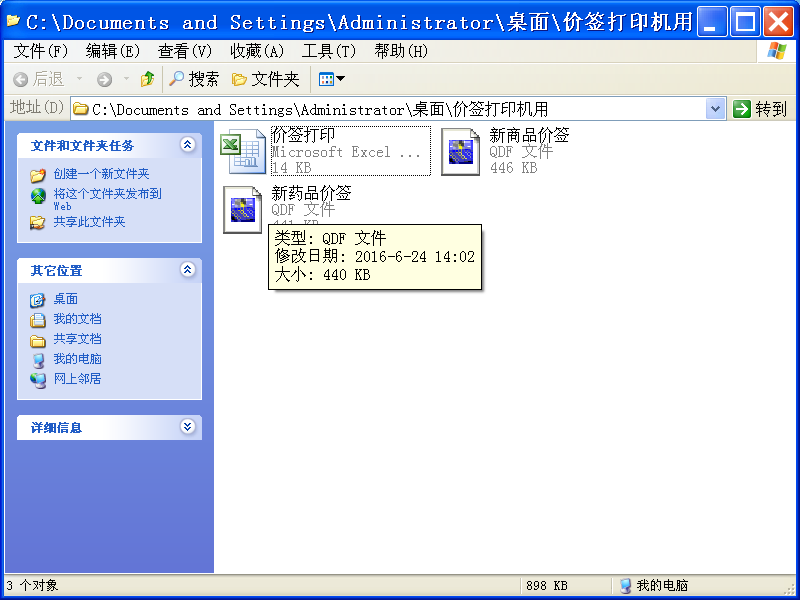 C:\Documents and Settings\Administrator\桌面\价签打印机用
文件(F) 编辑(E) 查看(V) 收藏(A) 工具(T) 帮助(H)
后退 搜索 文件夹
地址(D) C:\Documents and Settings\Administrator\桌面\价签打印机用 转到
文件和文件夹任务
创建一个新文件夹
将这个文件夹发布到
Web
共享此文件夹
其它位置
桌面
我的文档
共享文档
我的电脑
网上邻居
详细信息
价签打印
Microsoft Excel ...
14 KB
新商品价签
QDF 文件
446 KB
新药品价签
QDF 文件
441 KB
类型: QDF 文件
修改日期: 2016-6-24 14:02
大小: 440 KB
3 个对象 898 KB 我的电脑